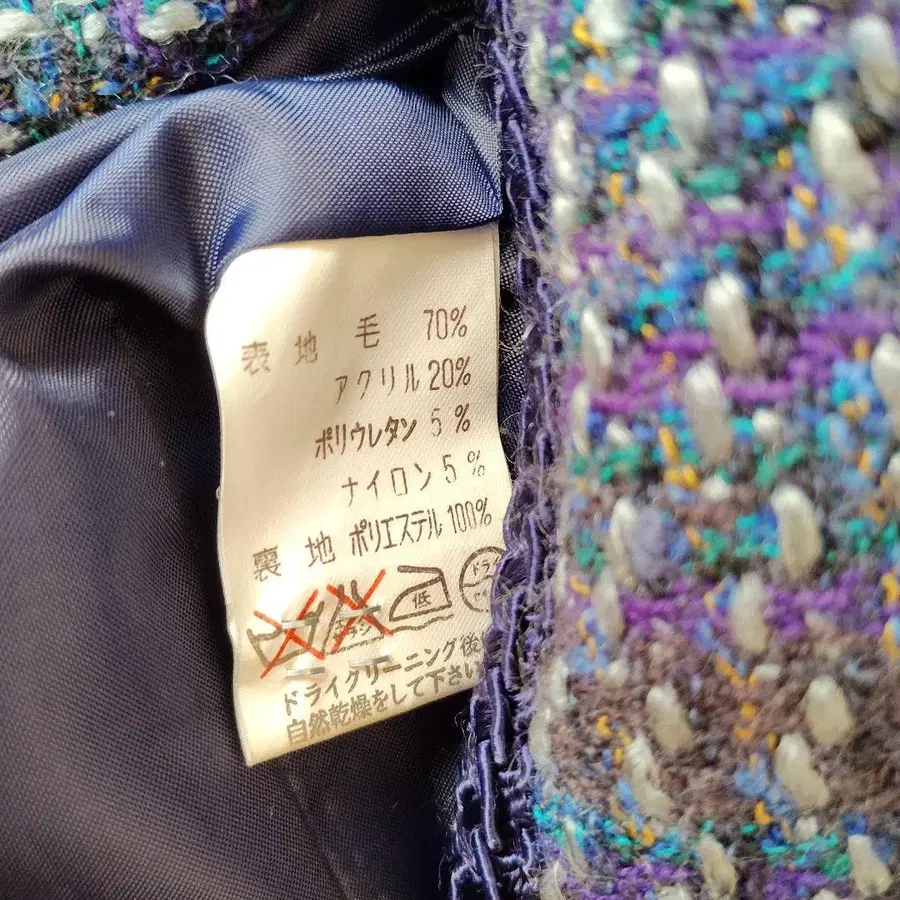 表地 毛 70%
アクリル 20%
ポリウレタン 5%
ナイロン 5%
裏地 ポリエステル 100%
低 ドラ
ドライクリーニング後
自然乾燥をして下さい